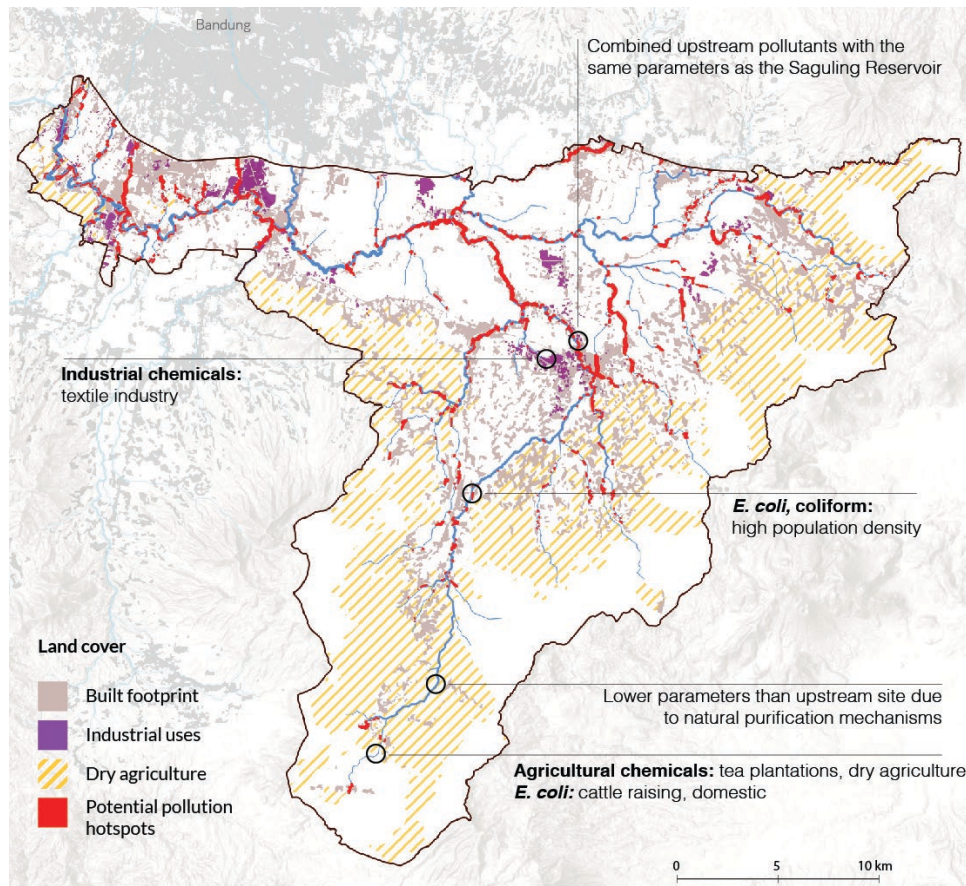 Bandung
Combined upstream pollutants with the
same parameters as the Saguling Reservoir
Industrial chemicals:
textile industry
E. coli, coliform:
high population density
Land cover
Built footprint
Industrial uses
Dry agriculture
Potential pollution
hotspots
Lower parameters than upstream site due
to natural purification mechanisms
Agricultural chemicals: tea plantations, dry agriculture
E. coli: cattle raising, domestic
0 5 10 km